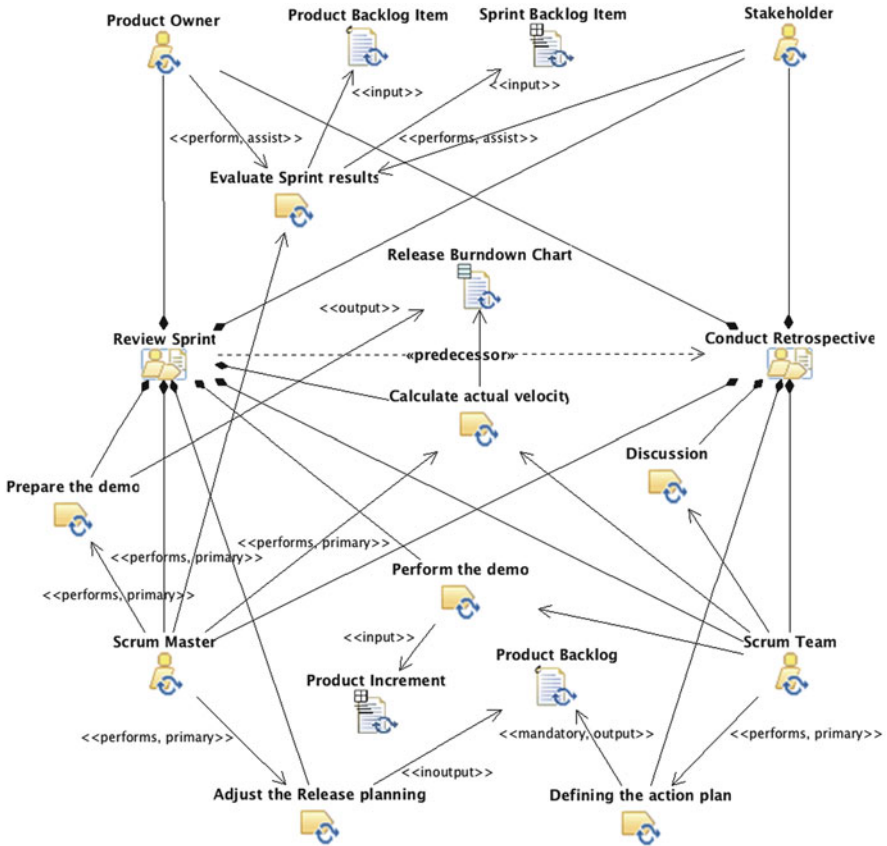 Product Owner
Product Backlog Item
Sprint Backlog Item
Stakeholder
<<input>>
<<input>>
<<perform, assist>>
<<performs, assist>>
Evaluate Sprint results
Release Burndown Chart
<<output>>
Review Sprint
«predecessor»
Conduct Retrospective
Calculate actual velocity
Discussion
Prepare the demo
<<performs, primary>>
<<performs, primary>>
Perform the demo
<<performs, primary>>
Scrum Master
<<input>>
Scrum Team
Product Backlog
Product Increment
<<performs, primary>>
<<mandatory, output>>
<<performs, primary>>
<<inoutput>>
Adjust the Release planning
Defining the action plan